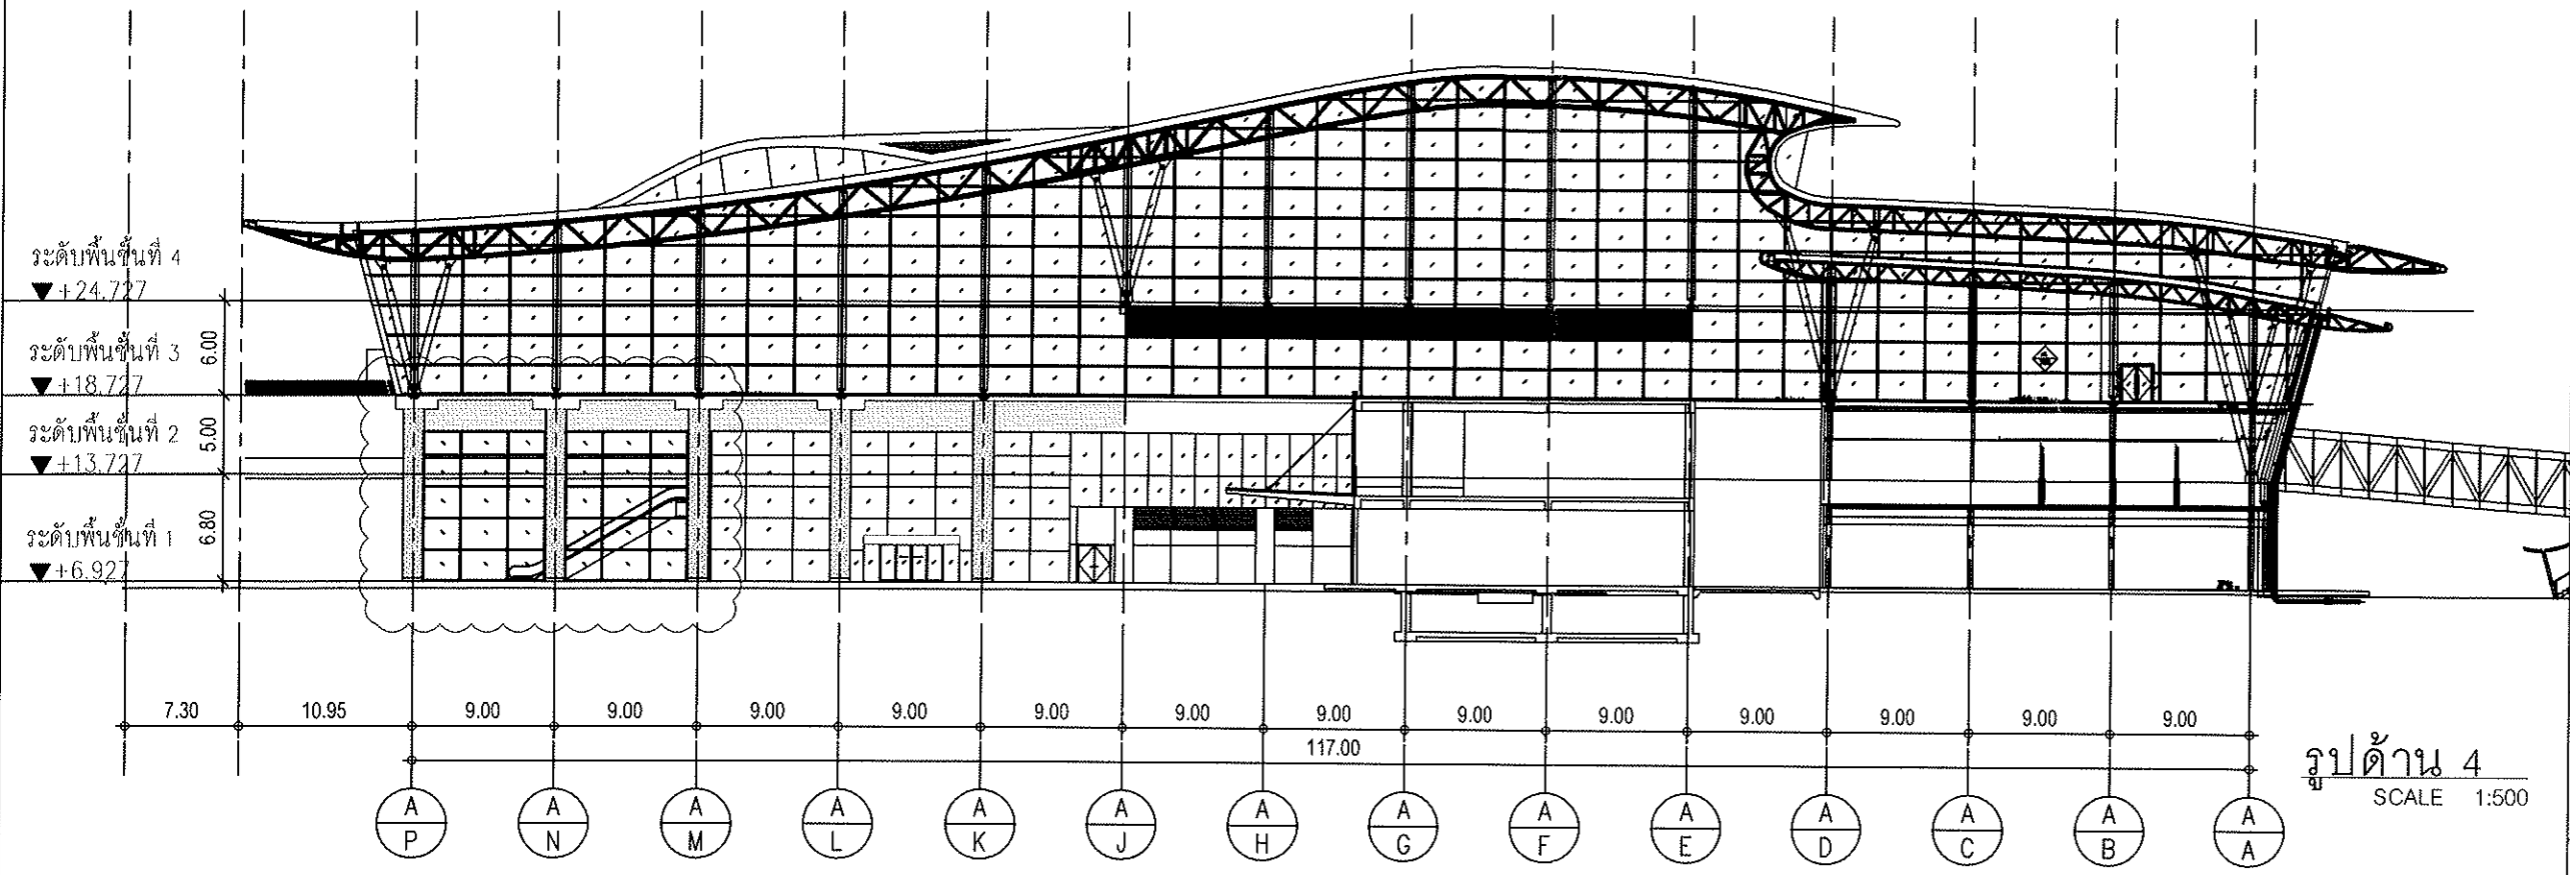 ระดับพื้นชั้นที่ 4
+24.727
6.00
ระดับพื้นชั้นที่ 3
+18.727
5.00
ระดับพื้นชั้นที่ 2
+13.727
6.80
ระดับพื้นชั้นที่ 1
+6.927
7.30 10.95 9.00 9.00 9.00 9.00 9.00 9.00 9.00 9.00 9.00 9.00 9.00 9.00 9.00
117.00
รูปด้าน 4
SCALE 1:500
A A A A A A A A A A A A A A
P N M L K J H G F E D C B A